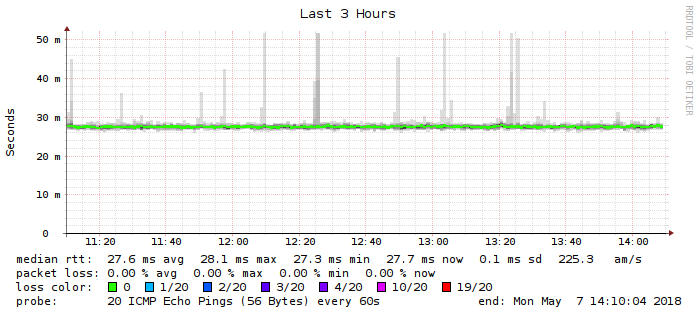 Last 3 Hours
RRDTOOL / TOBI OETIKER
Seconds
50 m
40 m
30 m
20 m
10 m
0
11:20 11:40 12:00 12:20 12:40 13:00 13:20 13:40 14:00
median rtt: 27.6 ms avg 28.1 ms max 27.3 ms min 27.7 ms now 0.1 ms sd 225.3 am/s
packet loss: 0.00 % avg 0.00 % max 0.00 % min 0.00 % now
loss color: 0 1/20 2/20 3/20 4/20 10/20 19/20
probe: 20 ICMP Echo Pings (56 Bytes) every 60s end: Mon May 7 14:10:04 2018